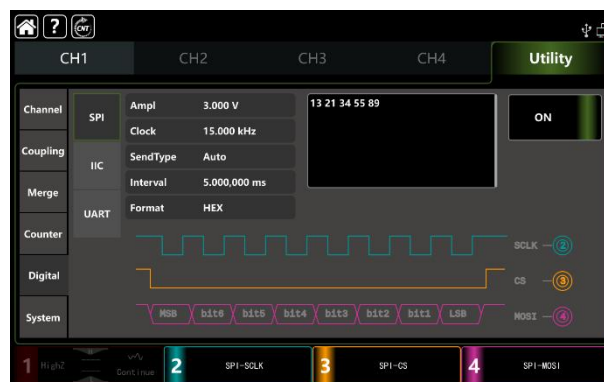 ? CNT
CH1 CH2 CH3 CH4 Utility
Channel
Coupling
Merge
Counter
Digital
System
SPI
IIC
UART
Ampl 3.000 V
Clock 15.000 kHz
SendType Auto
Interval 5.000,000 ms
Format HEX
13 21 34 55 89
ON
SCLK 2
CS 3
MSB bit6 bit5 bit4 bit3 bit2 bit1 LSB MOSI 4
1 HighZ Continue 2 SPI-SCLK 3 SPI-CS 4 SPI-MOSI